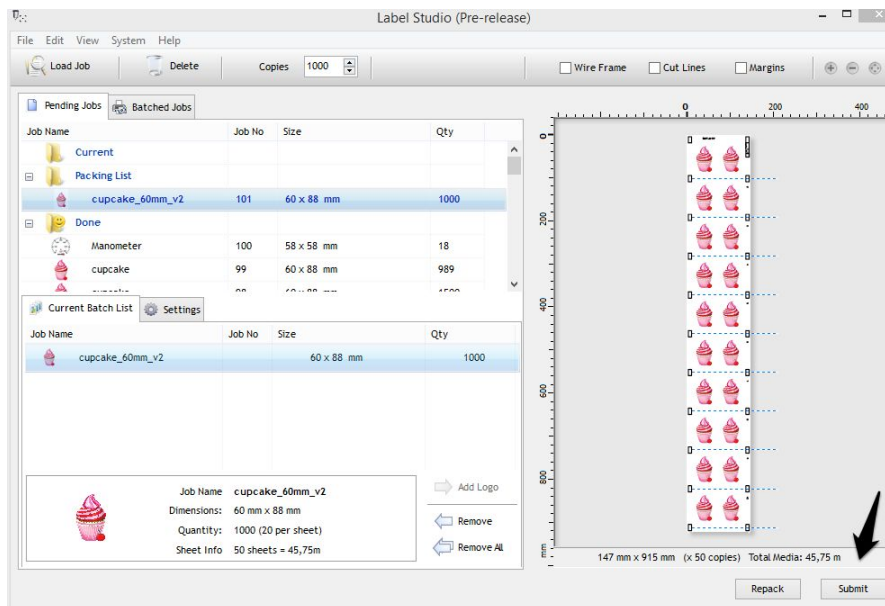 Label Studio (Pre-release)
File Edit View System Help
Load Job Delete Copies 1000 Wire Frame Cut Lines Margins
Pending Jobs Batched Jobs
Job Name Job No Size Qty
Current
Packing List
cupcake_60mm_v2 101 60 x 88 mm 1000
Done
Manometer 100 58 x 58 mm 18
cupcake 99 60 x 88 mm 989
Current Batch List Settings
Job Name Job No Size Qty
cupcake_60mm_v2 60 x 88 mm 1000
Job Name cupcake_60mm_v2
Dimensions: 60 mm x 88 mm
Quantity: 1000 (20 per sheet)
Sheet Info 50 sheets = 45,75m
Add Logo
Remove
Remove All
0 200 400
0
200
400
600
800
mm
147 mm x 915 mm (x 50 copies) Total Media: 45,75 m
Repack Submit